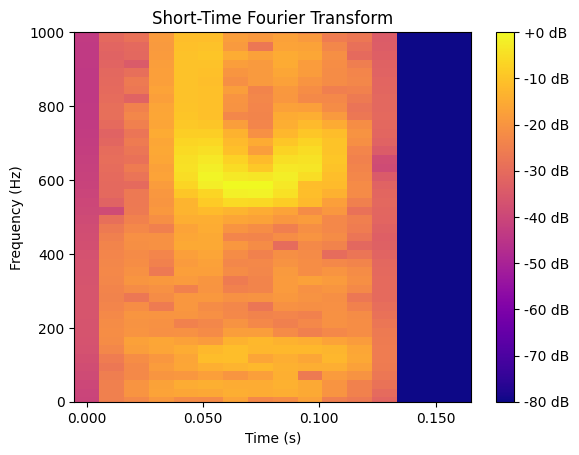 Short-Time Fourier Transform
1000
800
600
400
200
0
Frequency (Hz)
0.000
0.050
0.100
0.150
Time (s)
+0 dB
-10 dB
-20 dB
-30 dB
-40 dB
-50 dB
-60 dB
-70 dB
-80 dB